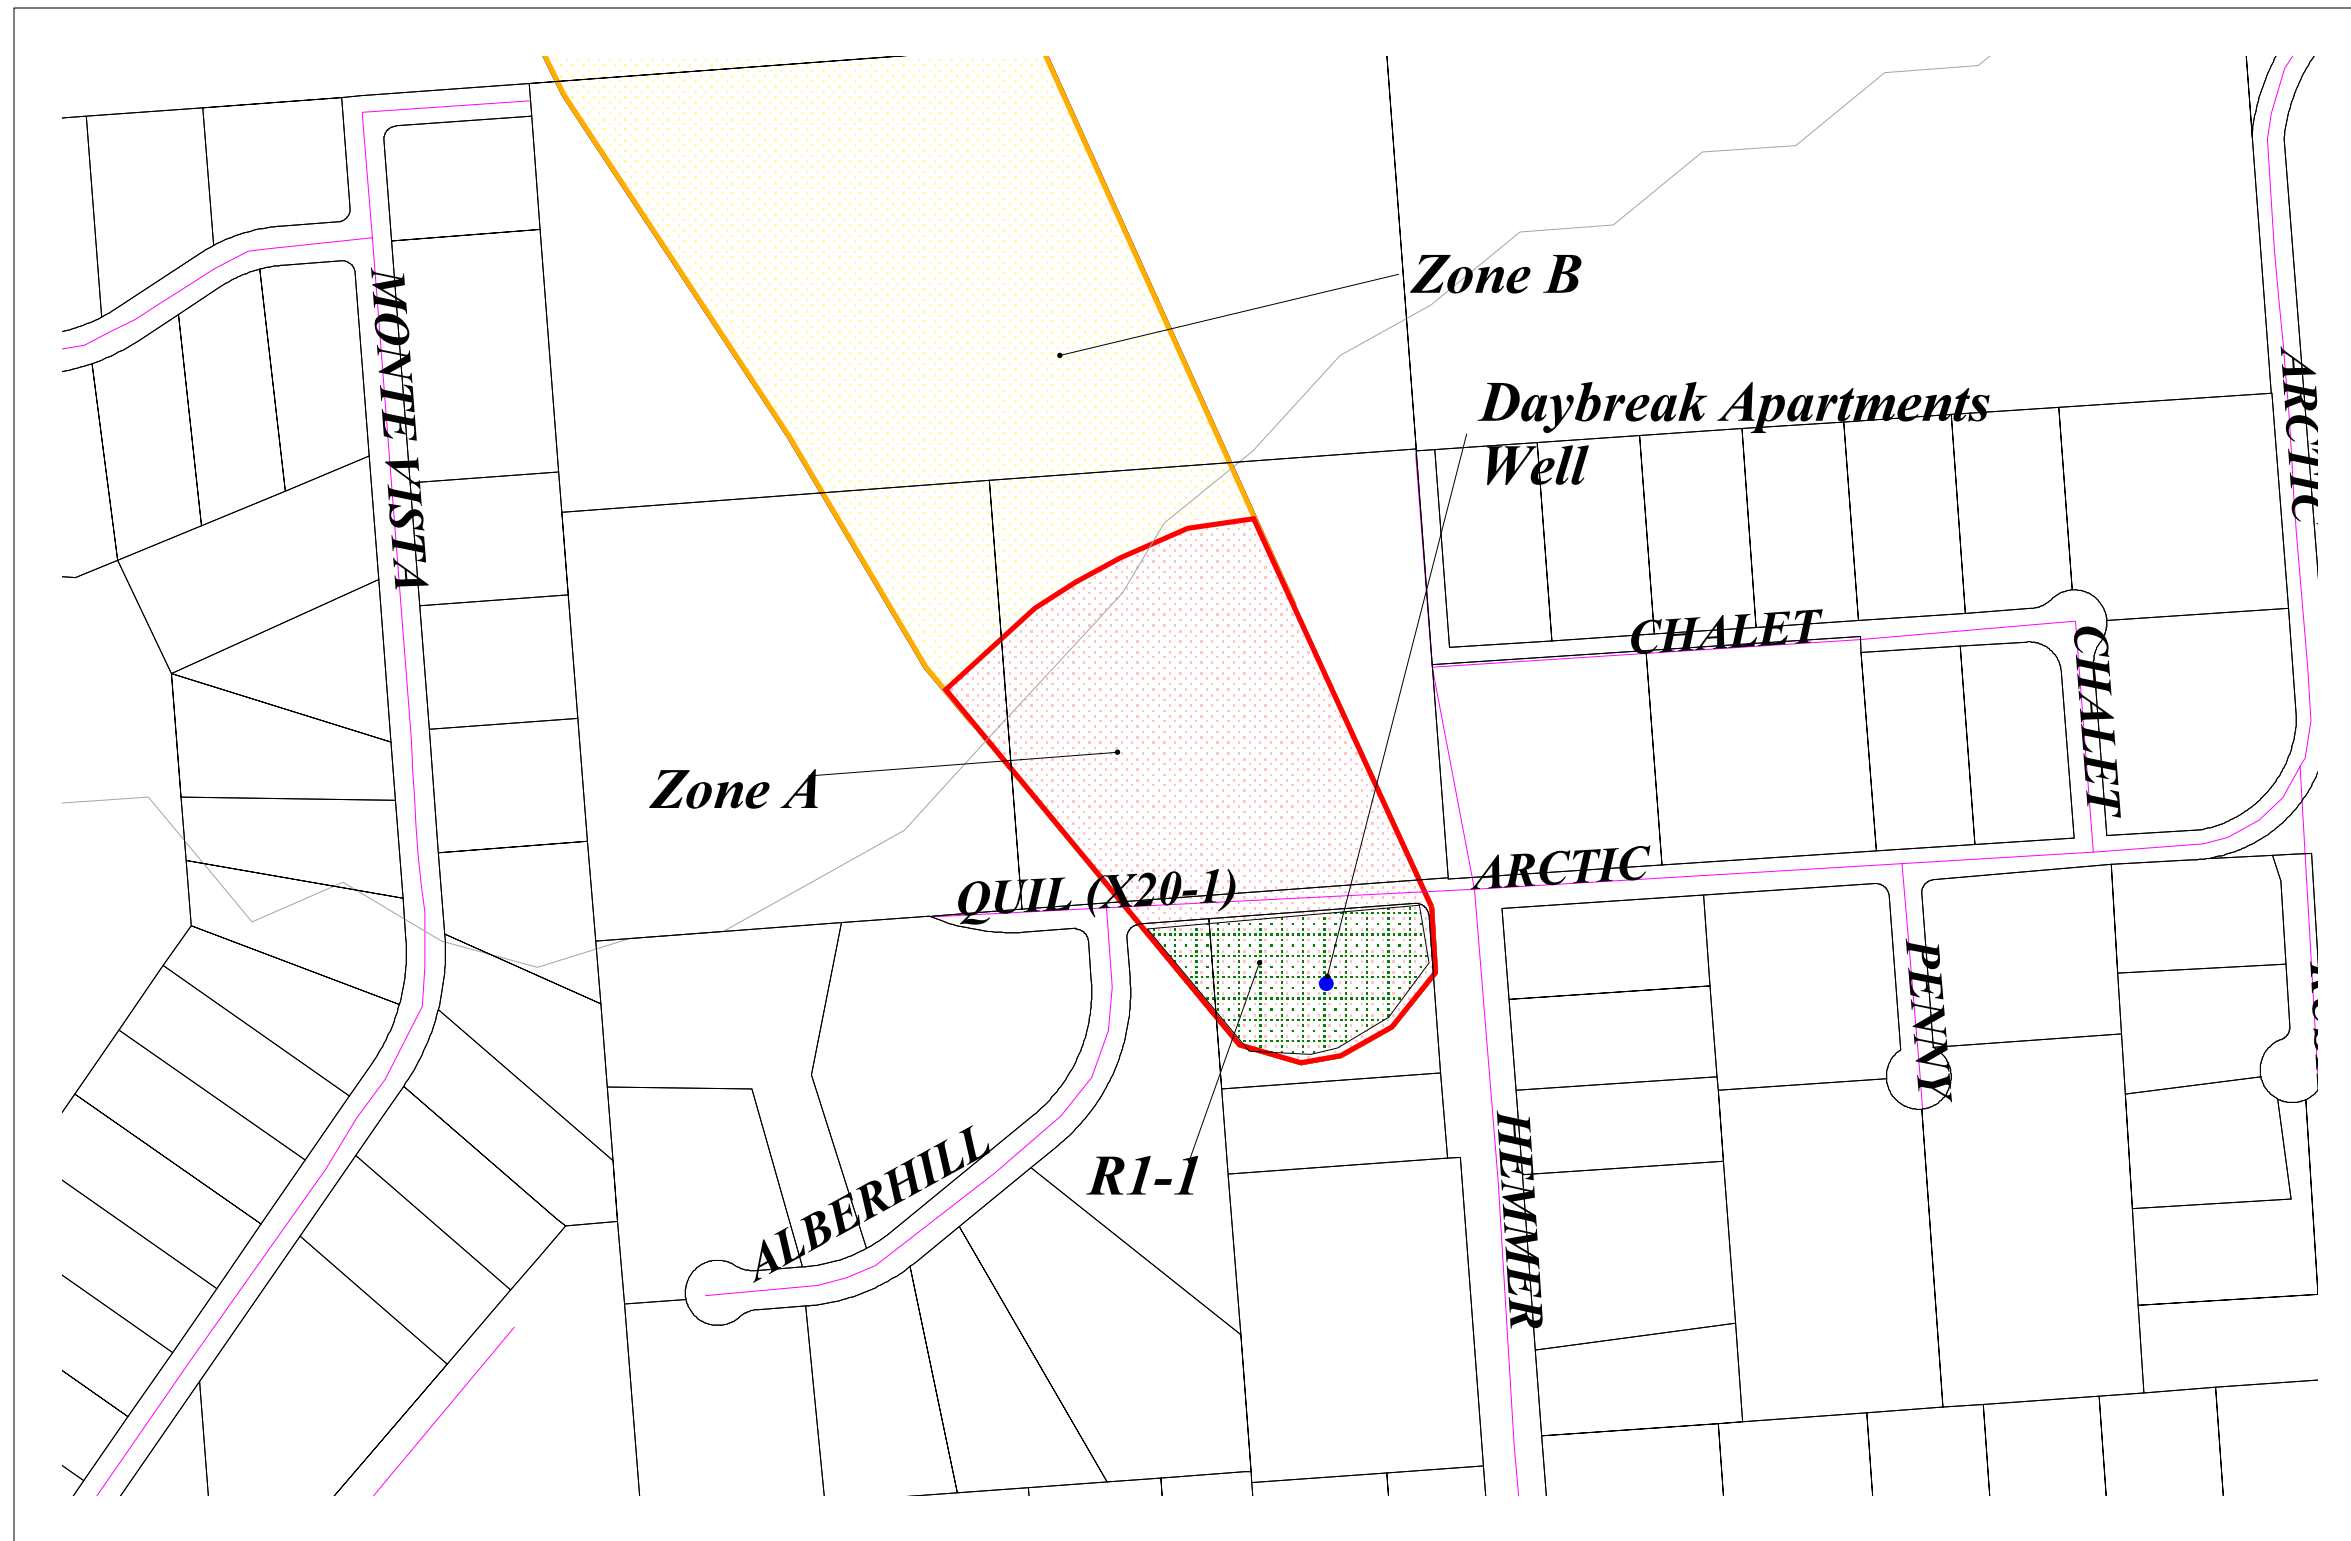 Zone B
MONTE VISTA
Daybreak Apartments
Well
ARCTIC
CHALET
CHALET
Zone A
QUIL (X20-1)
ARCTIC
PENNY
R1-1
ALBERHILL
HEMMER